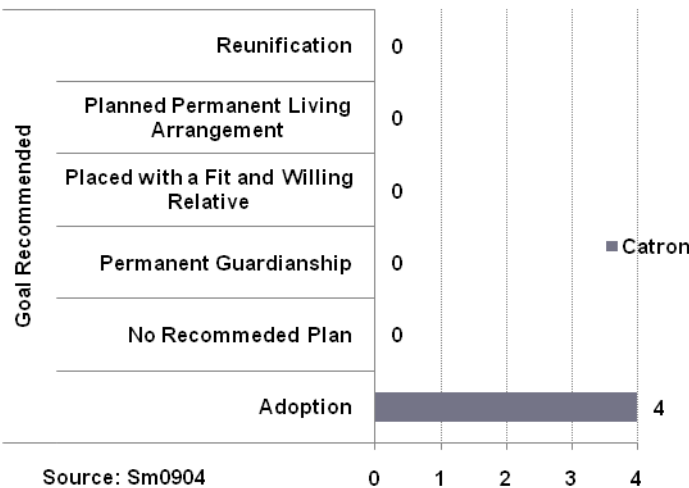 Goal Recommended
Reunification 0
Planned Permanent Living
Arrangement 0
Placed with a Fit and Willing
Relative 0
Permanent Guardianship 0
No Recommeded Plan 0
Adoption 4
Catron
0 1 2 3 4
Source: Sm0904